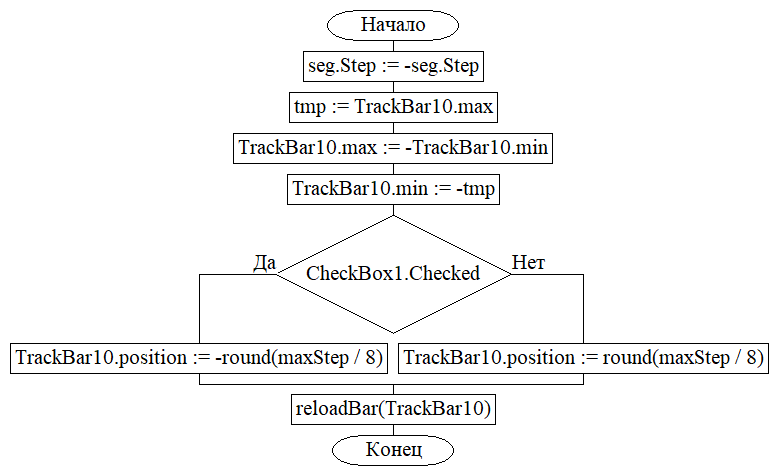 Начало
seg.Step := -seg.Step
tmp := TrackBar10.max
TrackBar10.max := -TrackBar10.min
TrackBar10.min := -tmp
Да
CheckBox1.Checked
Нет
TrackBar10.position := -round(maxStep / 8)
TrackBar10.position := round(maxStep / 8)
reloadBar(TrackBar10)
Конец